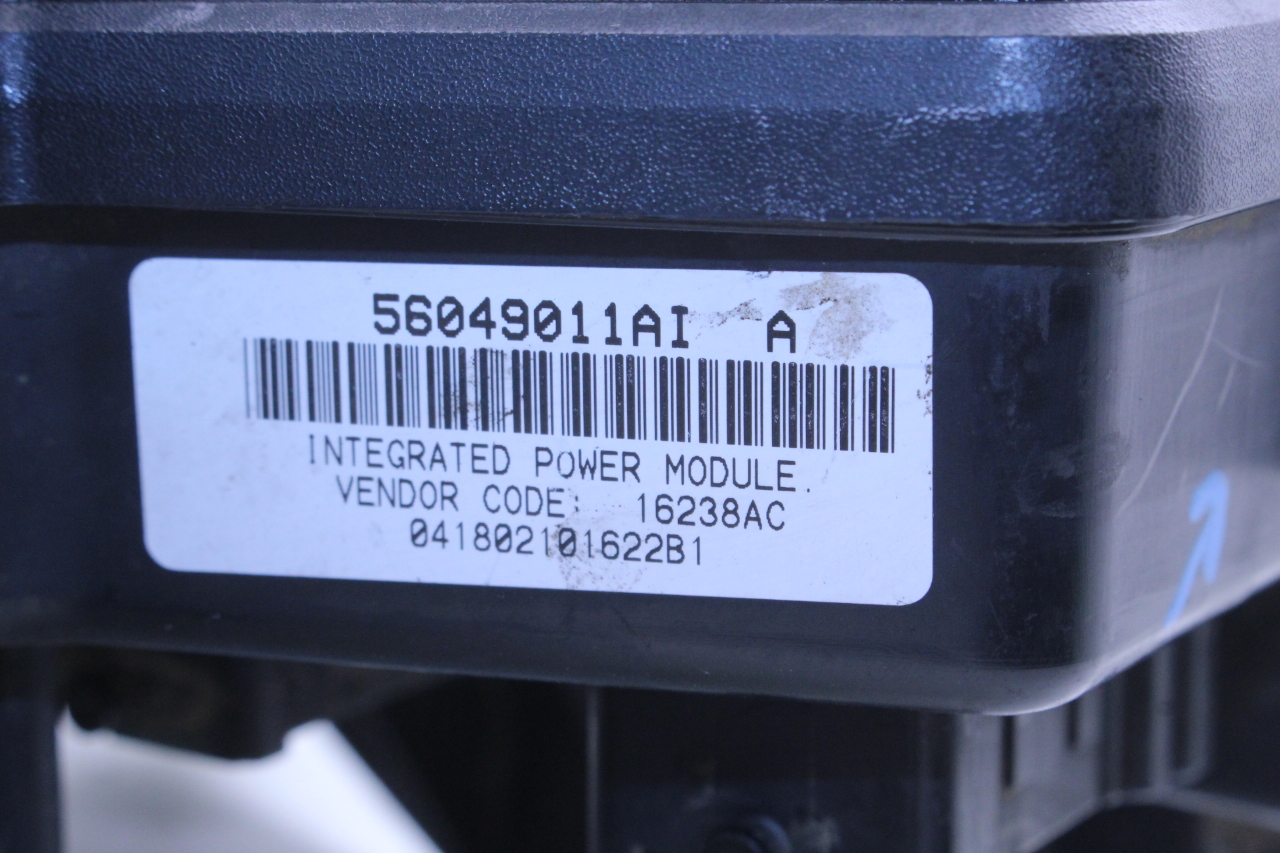 56049011AI A
INTEGRATED POWER MODULE.
VENDOR CODE: 16238AC
041802101622B1